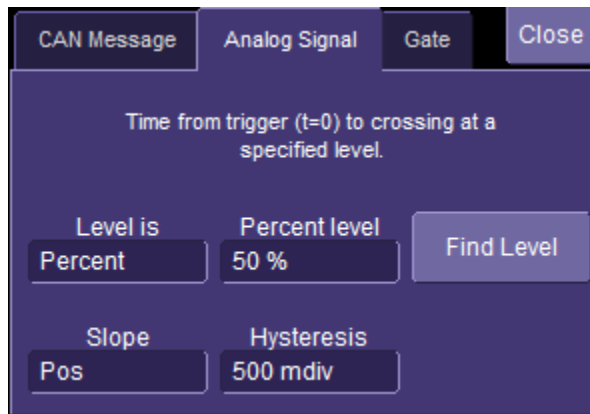 CAN Message Analog Signal Gate Close
Time from trigger (t=0) to crossing at a
specified level.
Level is Percent level
Percent 50 % Find Level
Slope Hysteresis
Pos 500 mdiv